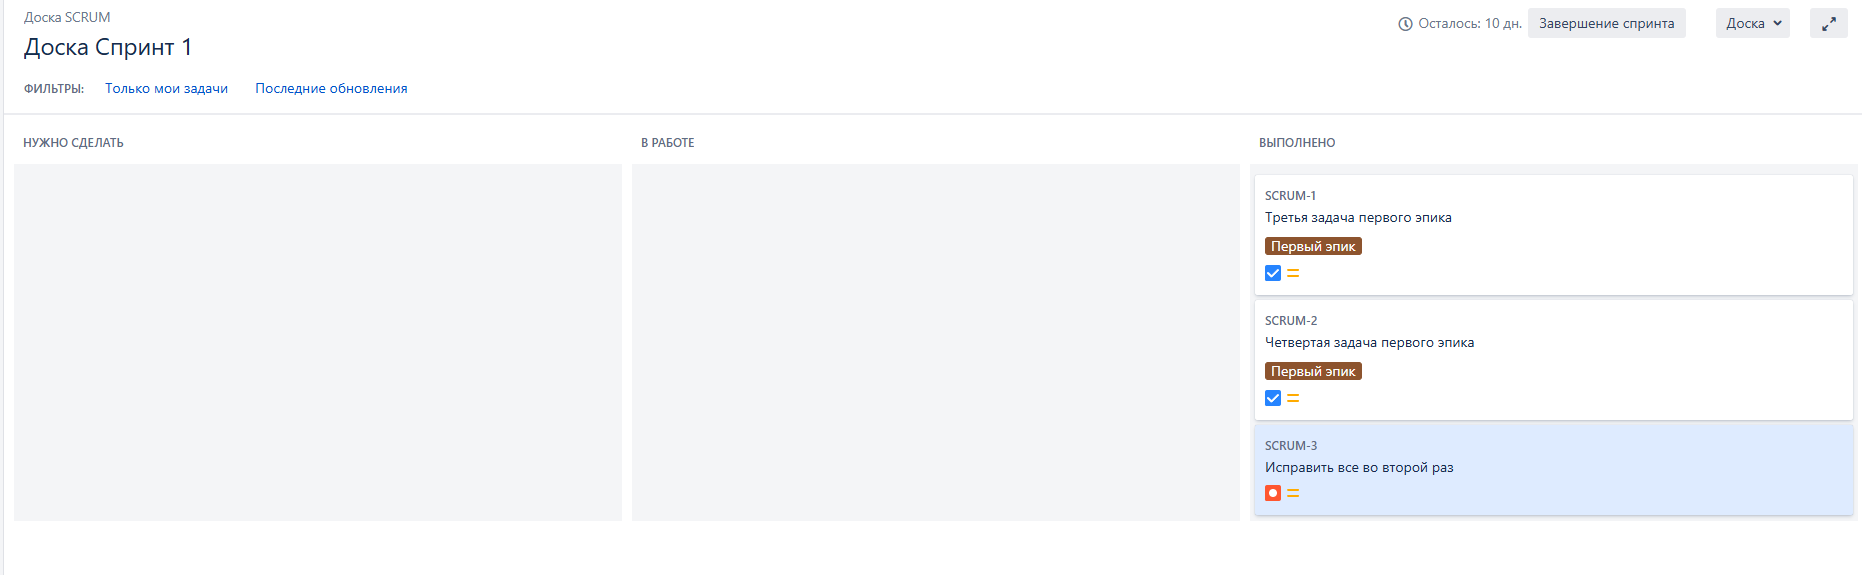 Доска SCRUM
Доска Спринт 1
Осталось: 10 дн.
Завершение спринта
Доска
ФИЛЬТРЫ:
Только мои задачи
Последние обновления
НУЖНО СДЕЛАТЬ
В РАБОТЕ
ВЫПОЛНЕНО
SCRUM-1
Третья задача первого эпика
Первый эпик
SCRUM-2
Четвертая задача первого эпика
Первый эпик
SCRUM-3
Исправить все во второй раз